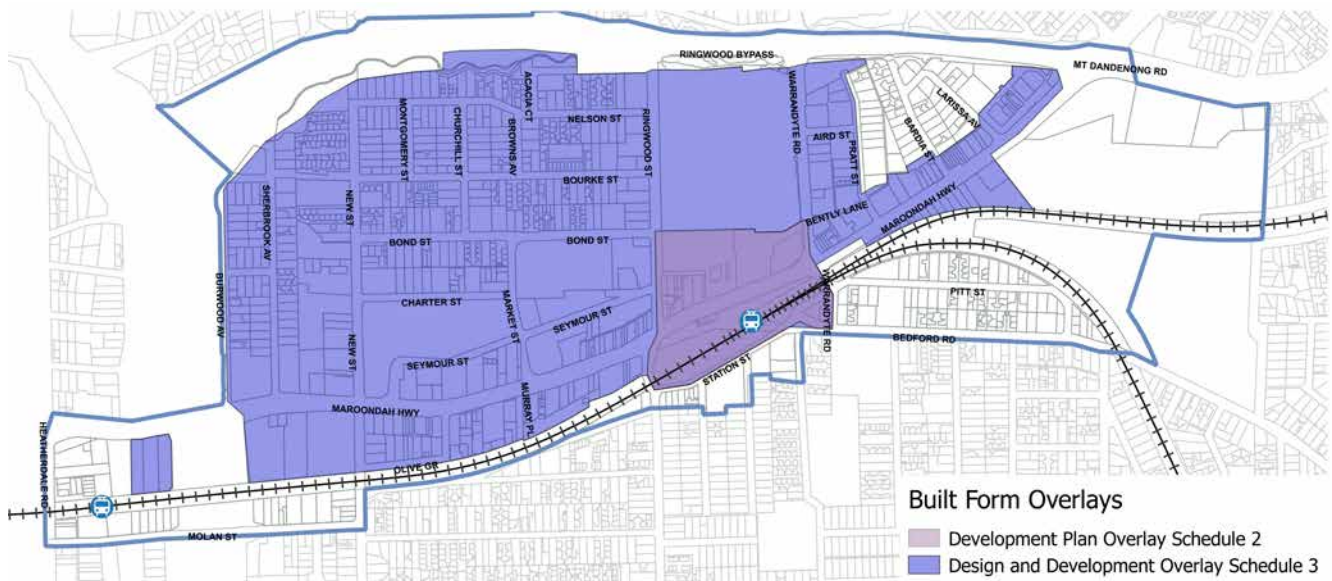 RINGWOOD BYPASS
MT DANDENONG RD
WARRANDYTE RD
ACACIA CT
MONTGOMERY ST
CHURCHILL ST
BROWNS AV
NELSON ST
RINGWOOD ST
LARISSA AV
BARDIA ST
AIRD ST
PRATT ST
BOURKE ST
SHERBROOK AV
NEW ST
BENTLY LANE
MAROONDAH HWY
BOND ST
BOND ST
BURWOOD AV
CHARTER ST
MARKET ST
SEYMOUR ST
WARRANDYTE RD
PITT ST
NEW ST
SEYMOUR ST
STATION ST
BEDFORD RD
MAROONDAH HWY
MURRAY PL
HEATHERDALE RD
OLIVE GR
MOLAN ST
Built Form Overlays
Development Plan Overlay Schedule 2
Design and Development Overlay Schedule 3